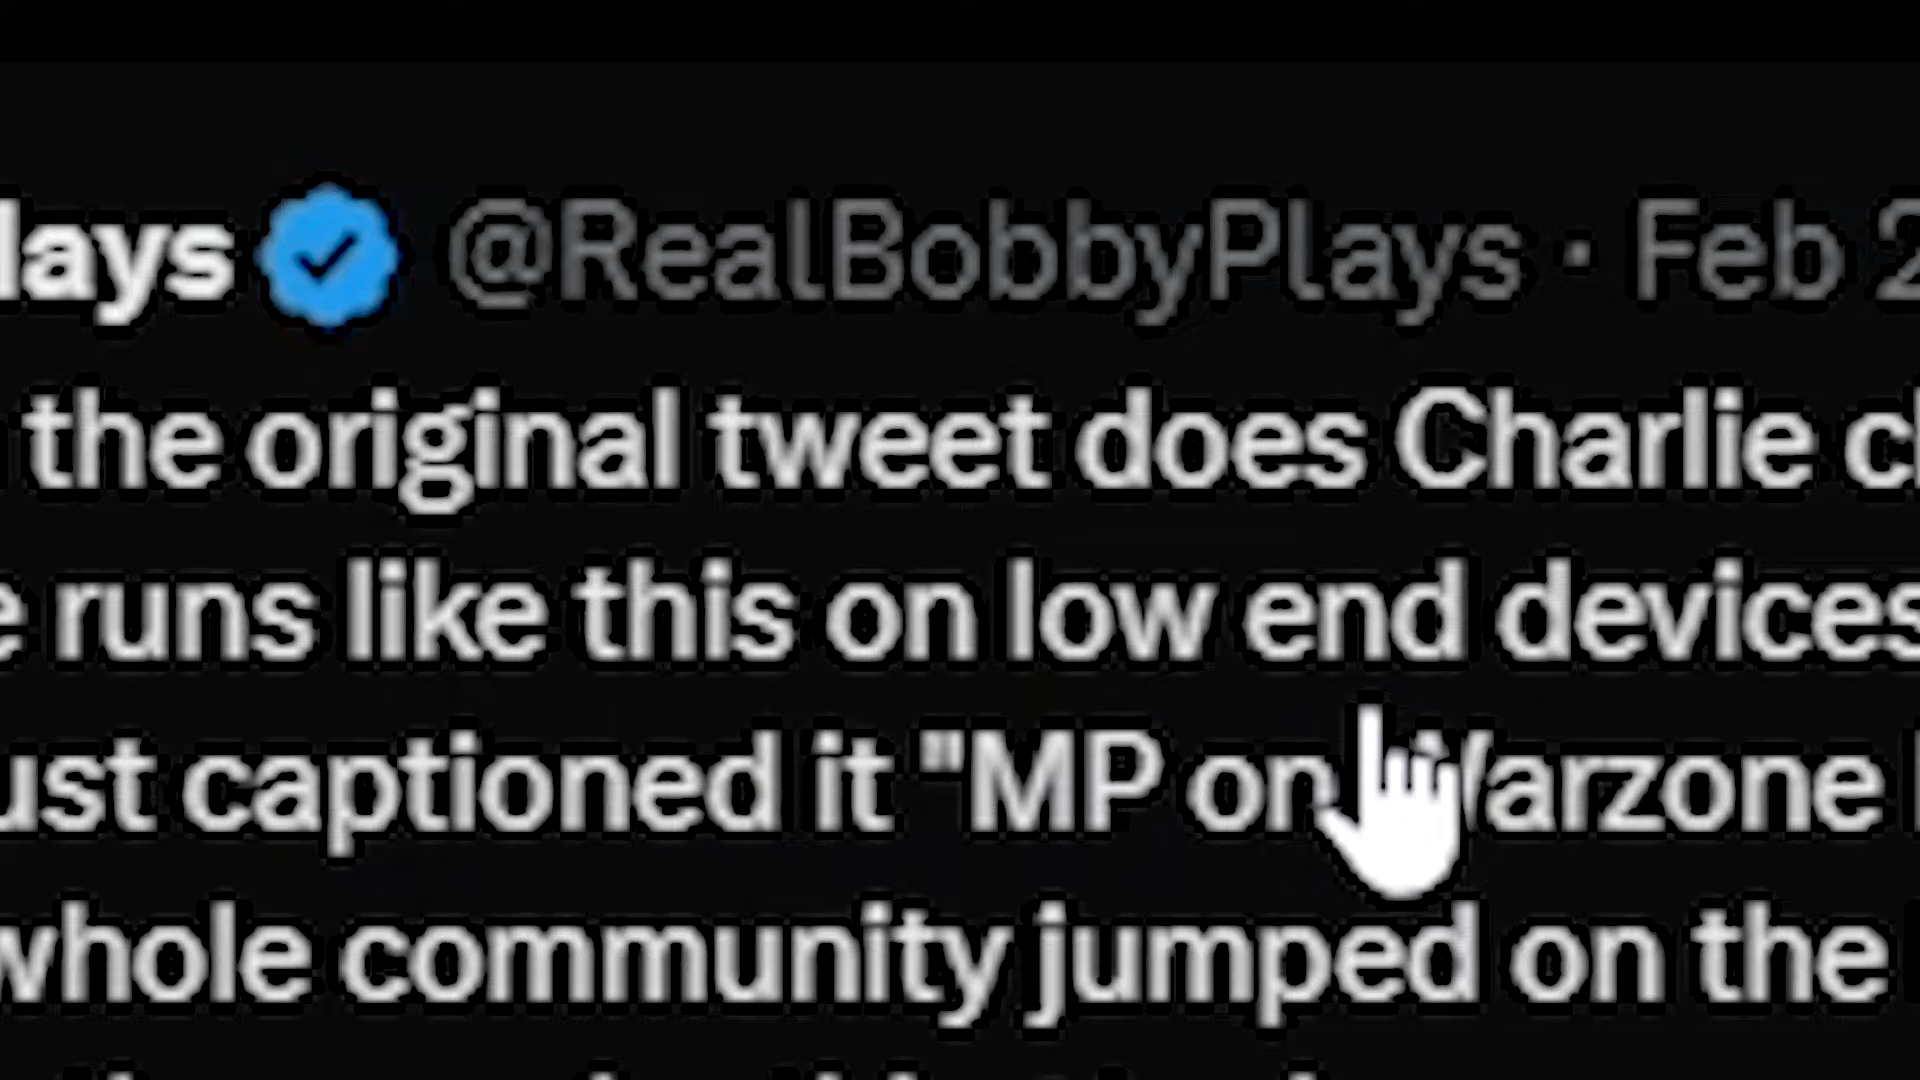 lays @RealBobbyPlays · Feb 2
the original tweet does Charlie c
e runs like this on low end devices
ust captioned it "MP on Warzone
whole community jumped on the